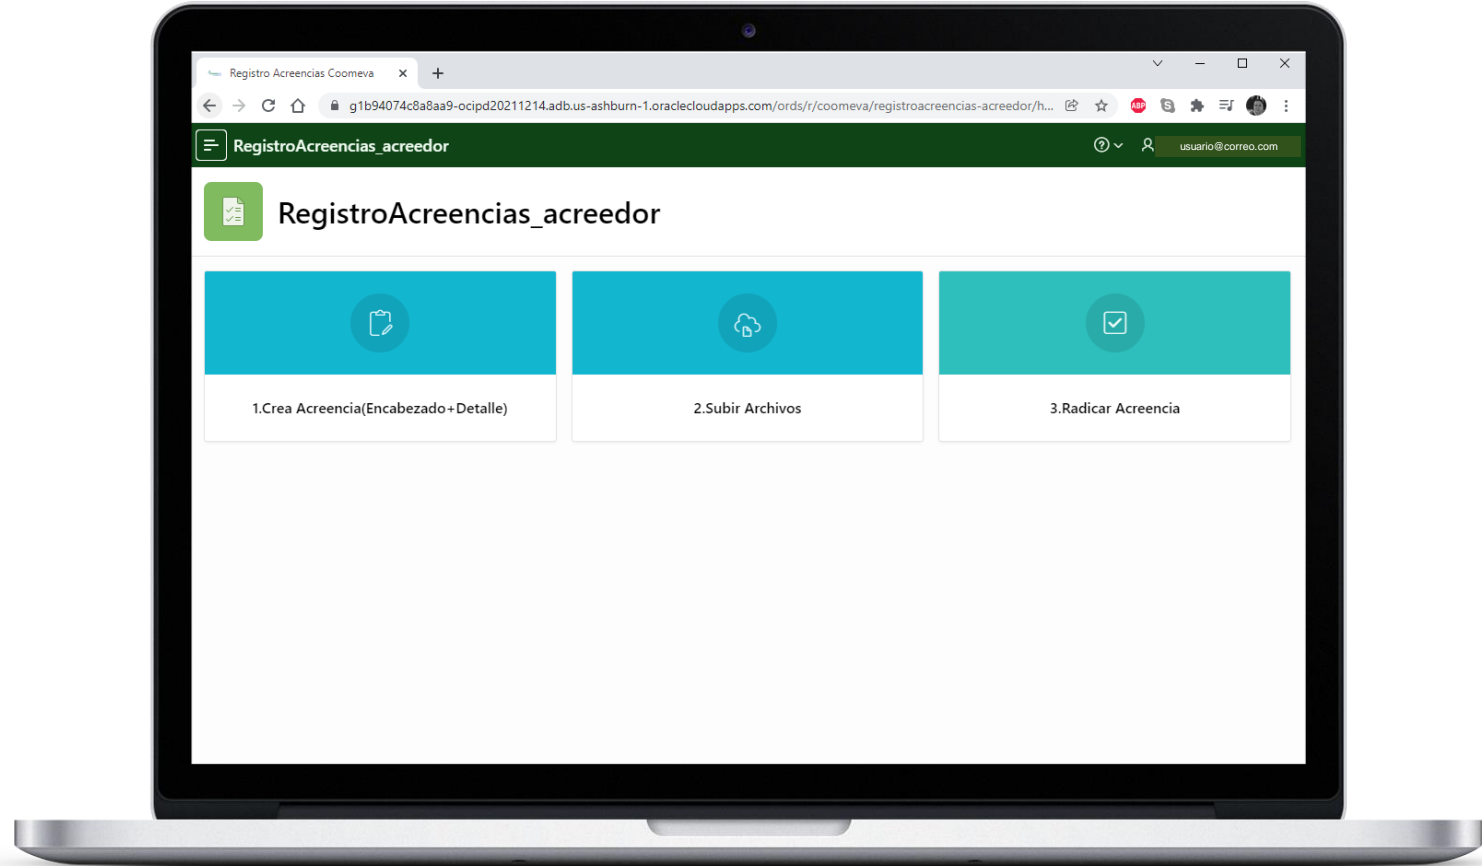 Registro Acreencias Coomeva
g1b94074c8a8aa9-ocipd20211214.adb.us-ashburn-1.oraclecloudapps.com/ords/r/coomeva/registroacreencias-acreedor/h...
ABP
S
RegistroAcreencias_acreedor
usuario@correo.com
RegistroAcreencias_acreedor
1.Crea Acreencia(Encabezado+Detalle)
2.Subir Archivos
3.Radicar Acreencia